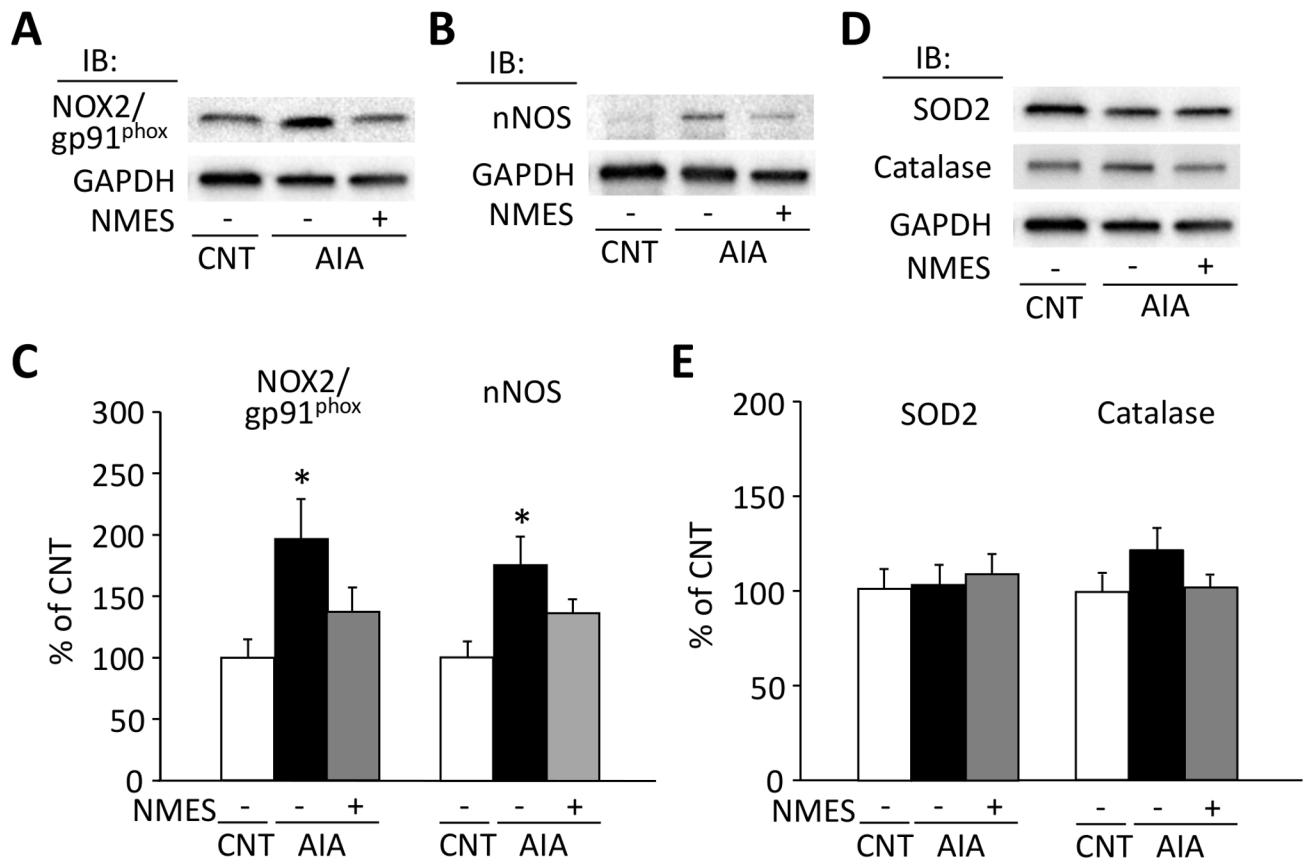 A
IB:
NOX2/
gp91phox
GAPDH
NMES - - +
CNT AIA
B
IB:
nNOS
GAPDH
NMES - - +
CNT AIA
D
IB:
SOD2
Catalase
GAPDH
NMES - - +
CNT AIA
C
NOX2/
gp91phox
nNOS
% of CNT
300
250
200
150
100
50
0
* *
NMES - - + - - +
CNT AIA CNT AIA
E
SOD2 Catalase
% of CNT
200
150
100
50
0
NMES - - + - - +
CNT AIA CNT AIA